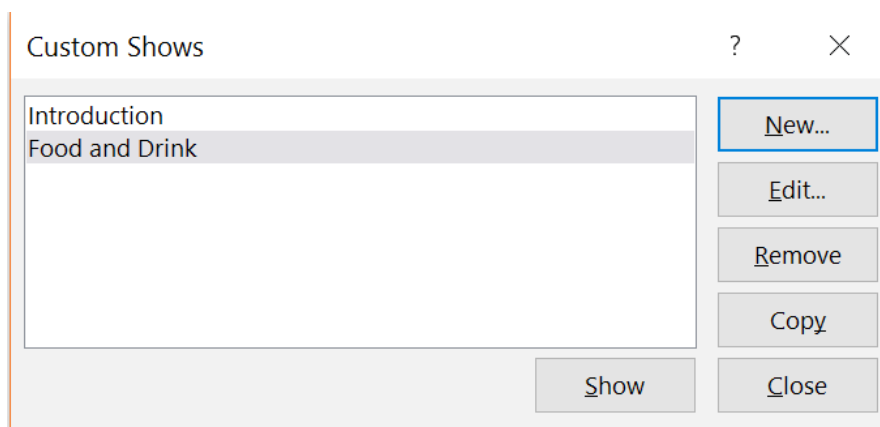 Custom Shows ?
Introduction
Food and Drink
New...
Edit...
Remove
Copy
Show
Close